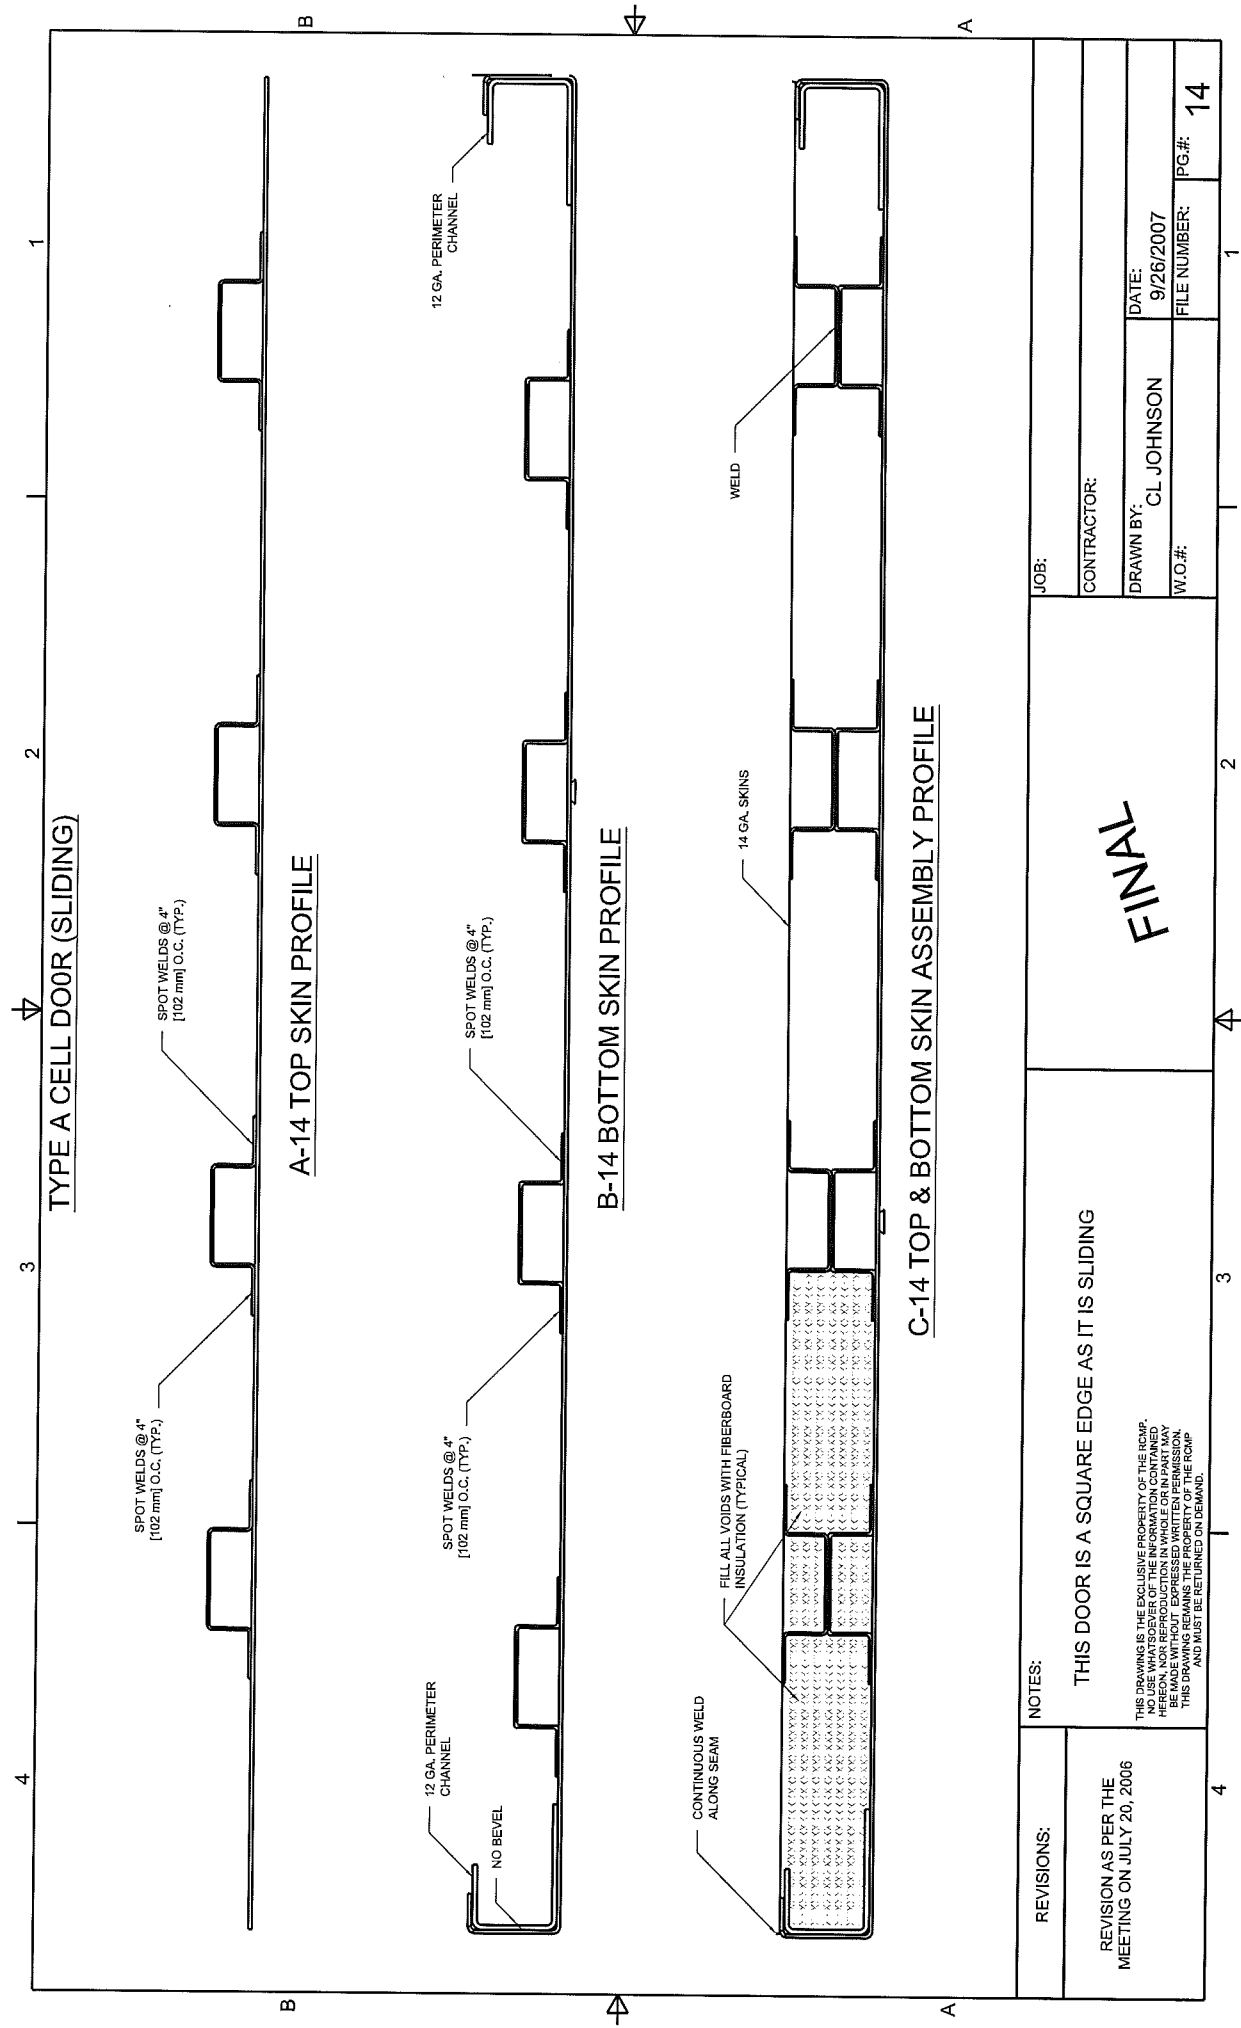 4
3
2
1
B
B
A
A
TYPE A CELL DOOR (SLIDING)
SPOT WELDS @ 4"
[102 mm] O.C. (TYP.)
SPOT WELDS @ 4"
[102 mm] O.C. (TYP.)
A-14 TOP SKIN PROFILE
12 GA. PERIMETER
CHANNEL
NO BEVEL
SPOT WELDS @ 4"
[102 mm] O.C. (TYP.)
SPOT WELDS @ 4"
[102 mm] O.C. (TYP.)
12 GA. PERIMETER
CHANNEL
B-14 BOTTOM SKIN PROFILE
CONTINUOUS WELD
ALONG SEAM
FILL ALL VOIDS WITH FIBERBOARD
INSULATION (TYPICAL)
14 GA. SKINS
WELD
C-14 TOP & BOTTOM SKIN ASSEMBLY PROFILE
REVISIONS:
REVISION AS PER THE
MEETING ON JULY 20, 2006
NOTES:
THIS DOOR IS A SQUARE EDGE AS IT IS SLIDING
THIS DRAWING IS THE EXCLUSIVE PROPERTY OF THE RCMP.
NO USE WHATSOEVER OF THE INFORMATION CONTAINED
HEREON, NOR REPRODUCTION IN WHOLE OR IN PART MAY
BE MADE WITHOUT EXPRESSED WRITTEN PERMISSION.
THIS DRAWING REMAINS THE PROPERTY OF THE RCMP
AND MUST BE RETURNED ON DEMAND.
FINAL
JOB:
CONTRACTOR:
DRAWN BY:
CL JOHNSON
DATE:
9/26/2007
W.O.#:
FILE NUMBER:
PG.#:
14
4
3
2
1